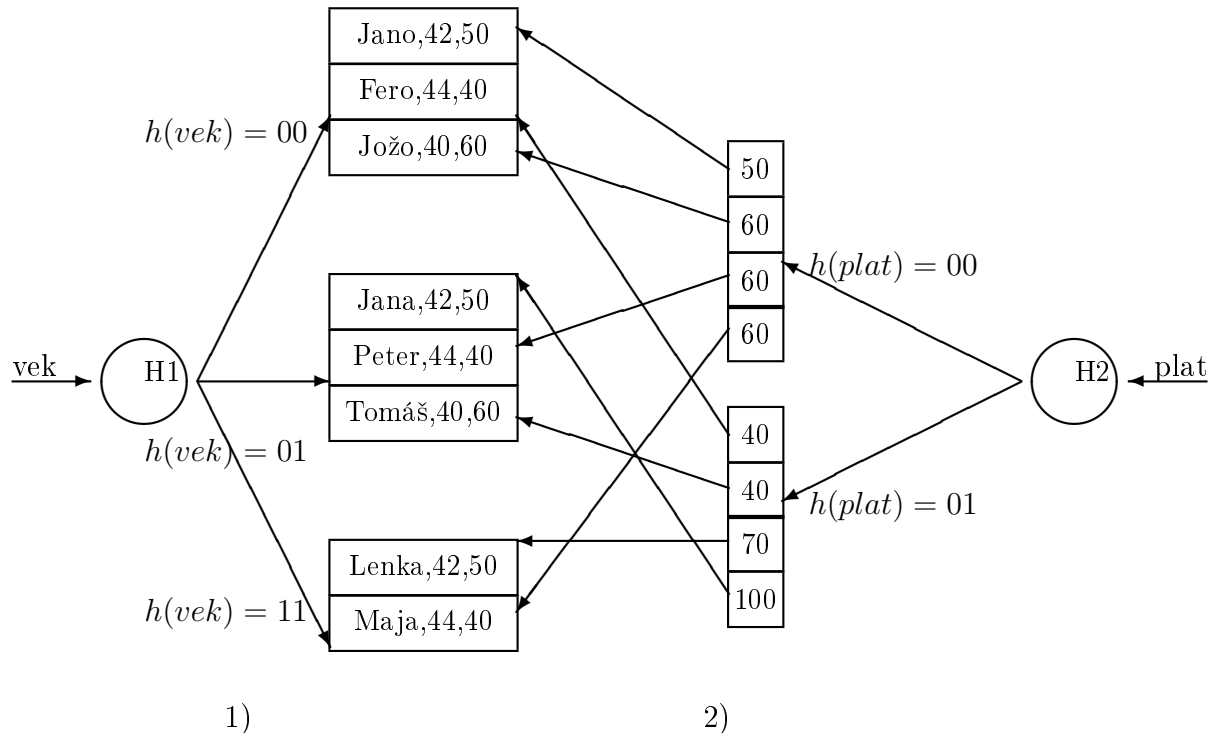 Jano,42,50
Fero,44,40
Jožo,40,60
h(vek) = 00
50
60
60
60
h(plat) = 00
Jana,42,50
Peter,44,40
Tomáš,40,60
vek
H1
h(vek) = 01
H2
plat
40
40
70
100
h(plat) = 01
Lenka,42,50
Maja,44,40
h(vek) = 11
1)
2)